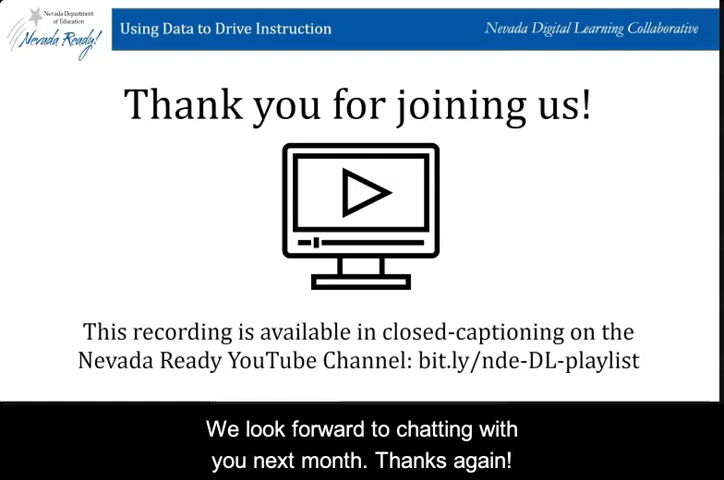 Nevada Department
of Education
Nevada Ready!
Using Data to Drive Instruction
Nevada Digital Learning Collaborative
Thank you for joining us!
This recording is available in closed-captioning on the
Nevada Ready YouTube Channel: bit.ly/nde-DL-playlist
We look forward to chatting with
you next month. Thanks again!